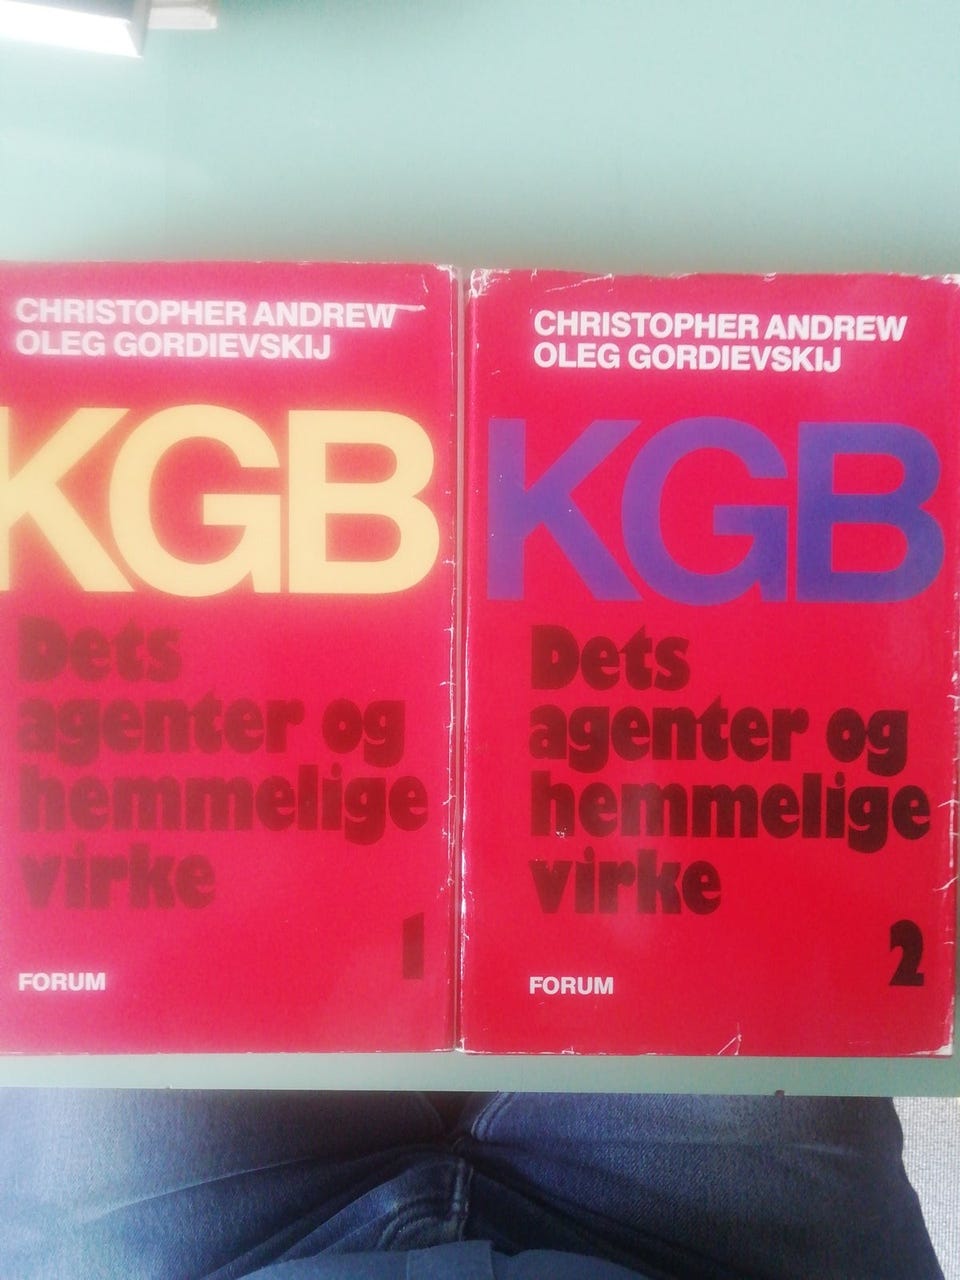 CHRISTOPHER ANDREW
OLEG GORDIEVSKIJ
KGB
Dets
agenter og
hemmelige
virke
1
FORUM
CHRISTOPHER ANDREW
OLEG GORDIEVSKIJ
KGB
Dets
agenter og
hemmelige
virke
2
FORUM